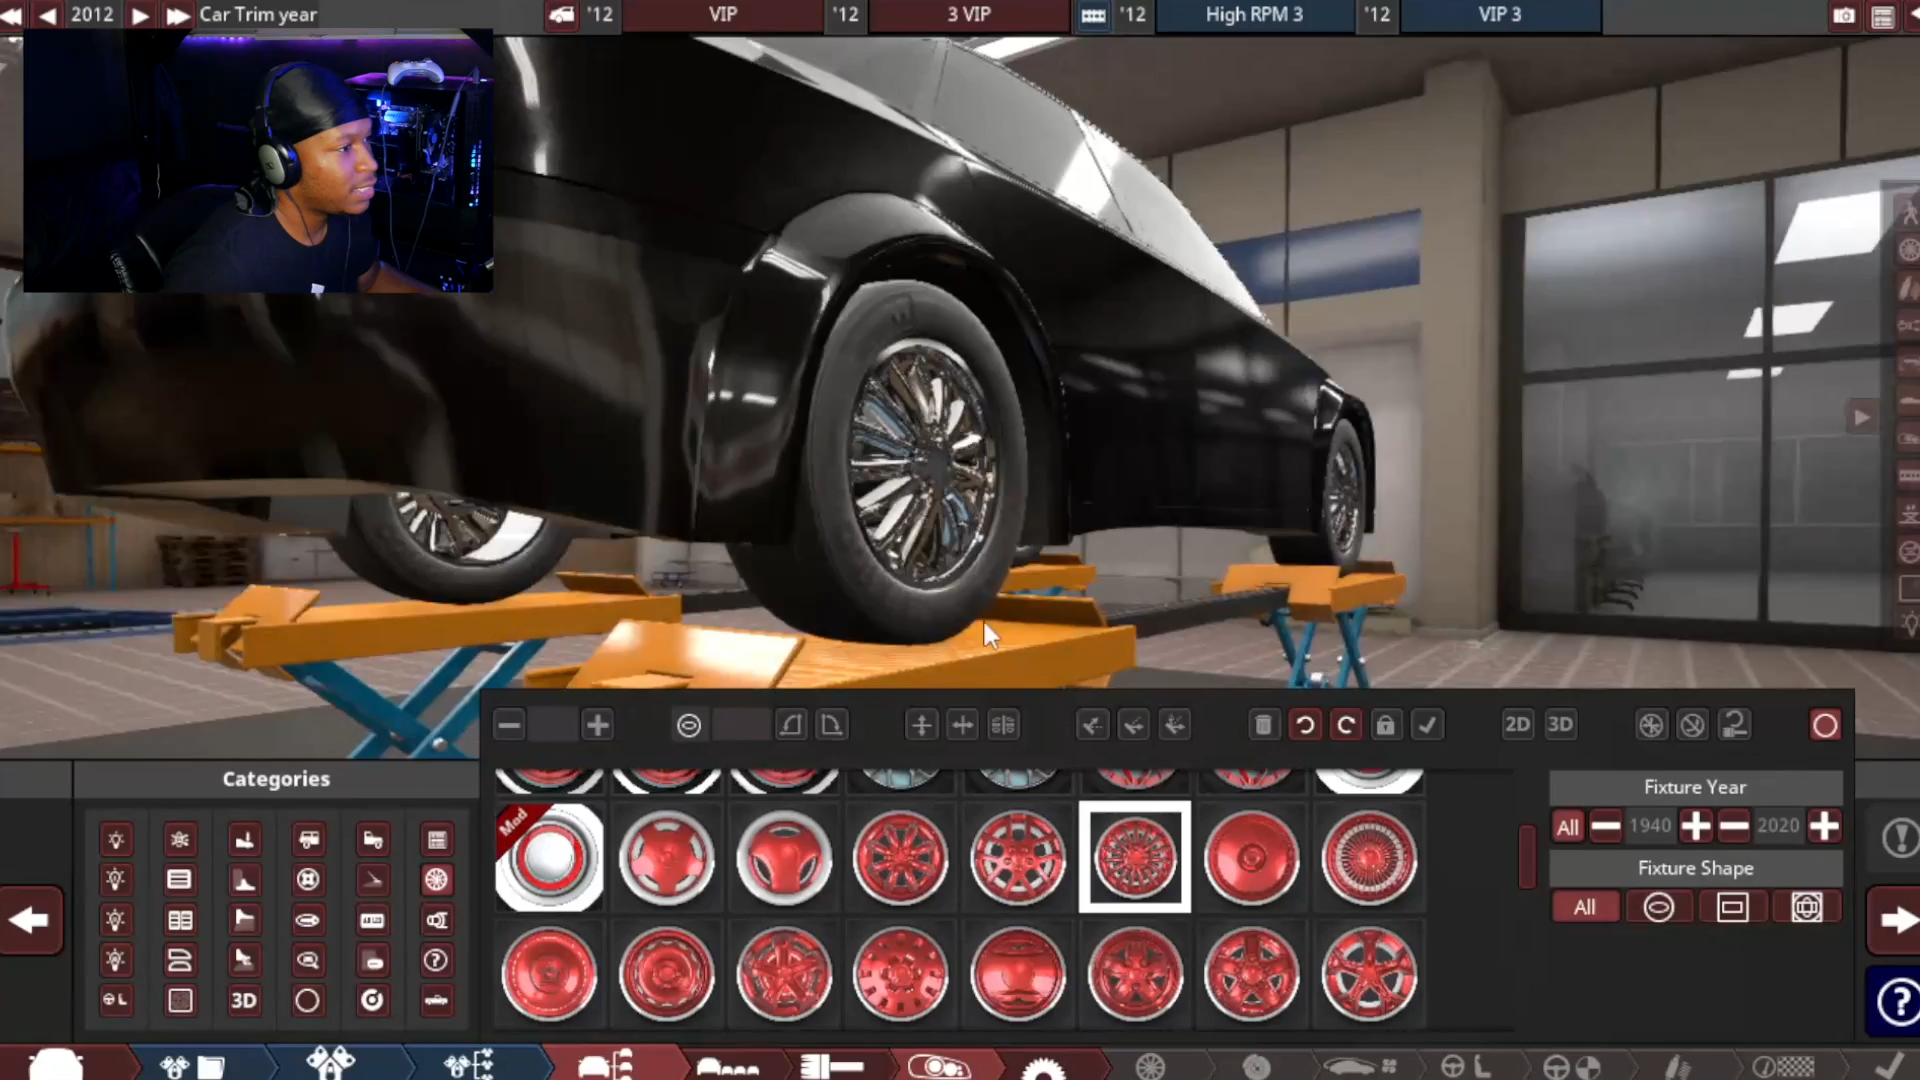 2012 Car Trim year '12 VIP '12 3 VIP '12 High RPM 3 '12 VIP 3
2D 3D
Categories
Mod
Fixture Year
All 1940 2020
Fixture Shape
All
3D